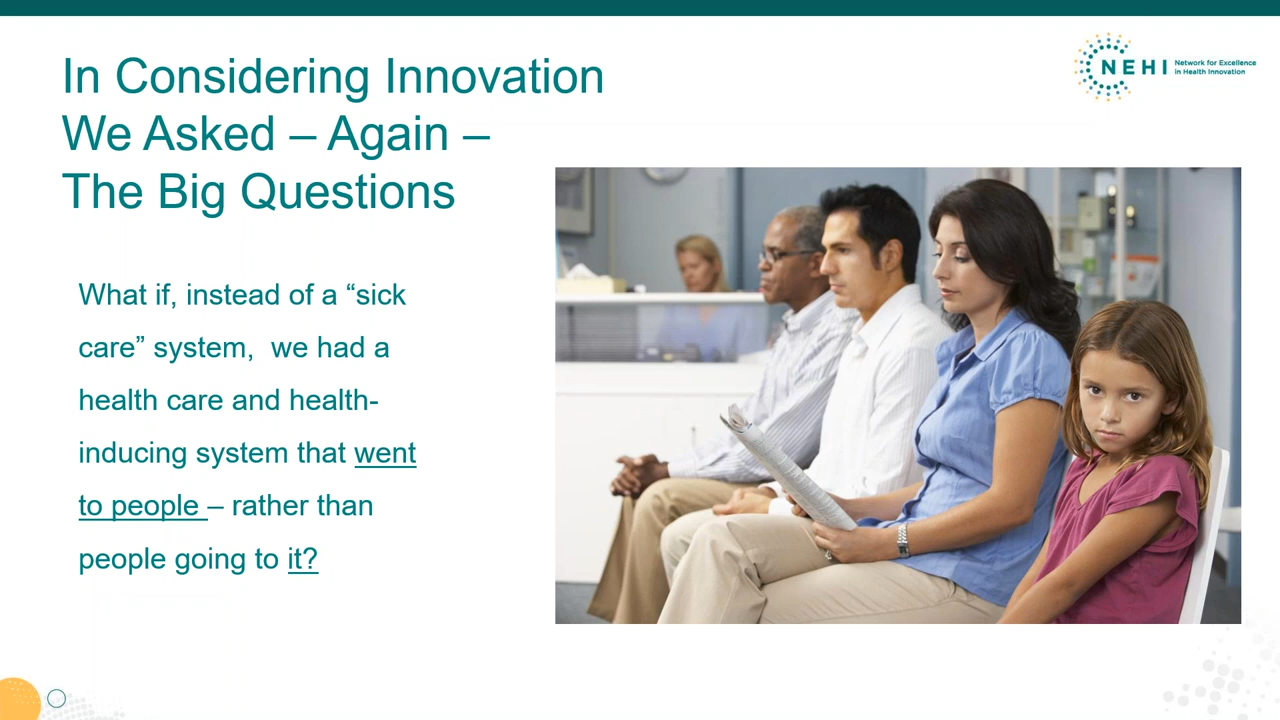 In Considering Innovation
We Asked – Again –
The Big Questions
NEHI
Network for Excellence
in Health Innovation
What if, instead of a “sick
care” system,  we had a
health care and health-
inducing system that went
to people – rather than
people going to it?